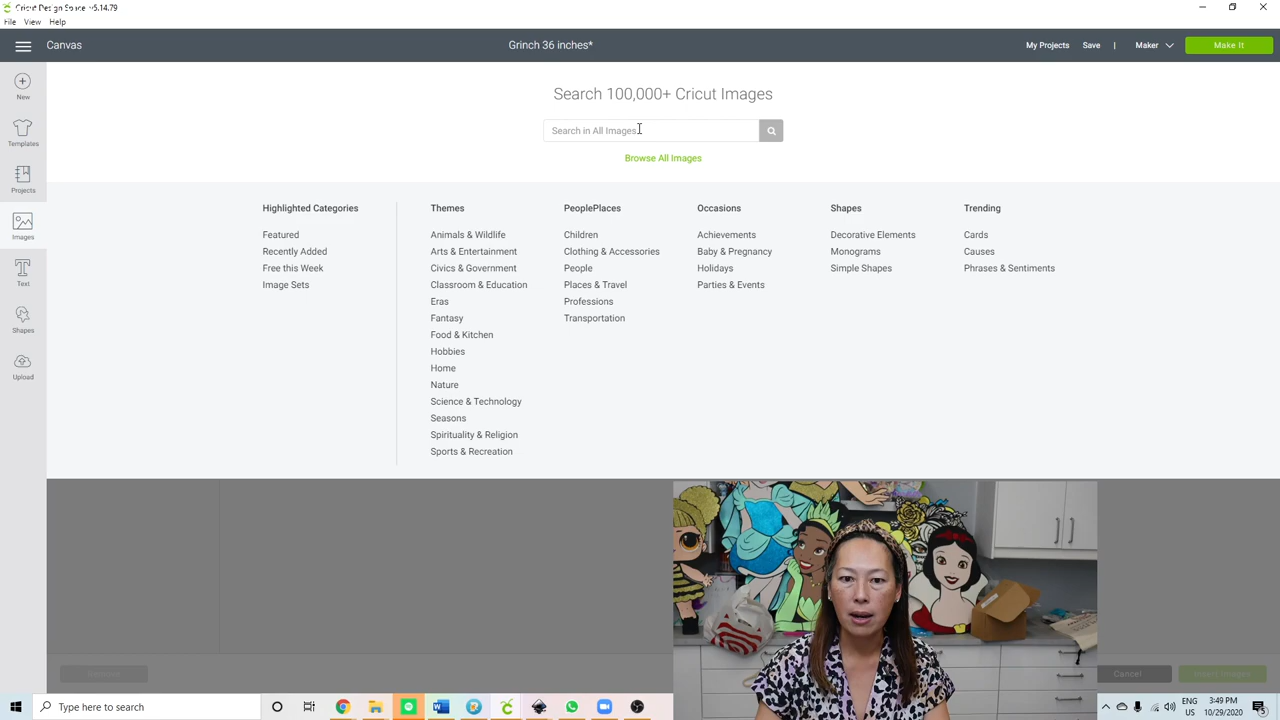 Cricut Design Space v5.14.79
File View Help
Canvas
Grinch 36 inches*
My Projects Save | Maker Make It
New
Templates
Projects
Images
Text
Shapes
Upload
Search 100,000+ Cricut Images
Search in All Images
Browse All Images
Highlighted Categories
Featured
Recently Added
Free this Week
Image Sets
Themes
Animals & Wildlife
Arts & Entertainment
Civics & Government
Classroom & Education
Eras
Fantasy
Food & Kitchen
Hobbies
Home
Nature
Science & Technology
Seasons
Spirituality & Religion
Sports & Recreation
PeoplePlaces
Children
Clothing & Accessories
People
Places & Travel
Professions
Transportation
Occasions
Achievements
Baby & Pregnancy
Holidays
Parties & Events
Shapes
Decorative Elements
Monograms
Simple Shapes
Trending
Cards
Causes
Phrases & Sentiments
Cancel Insert Images
Type here to search
ENG
US
3:49 PM
10/29/2020